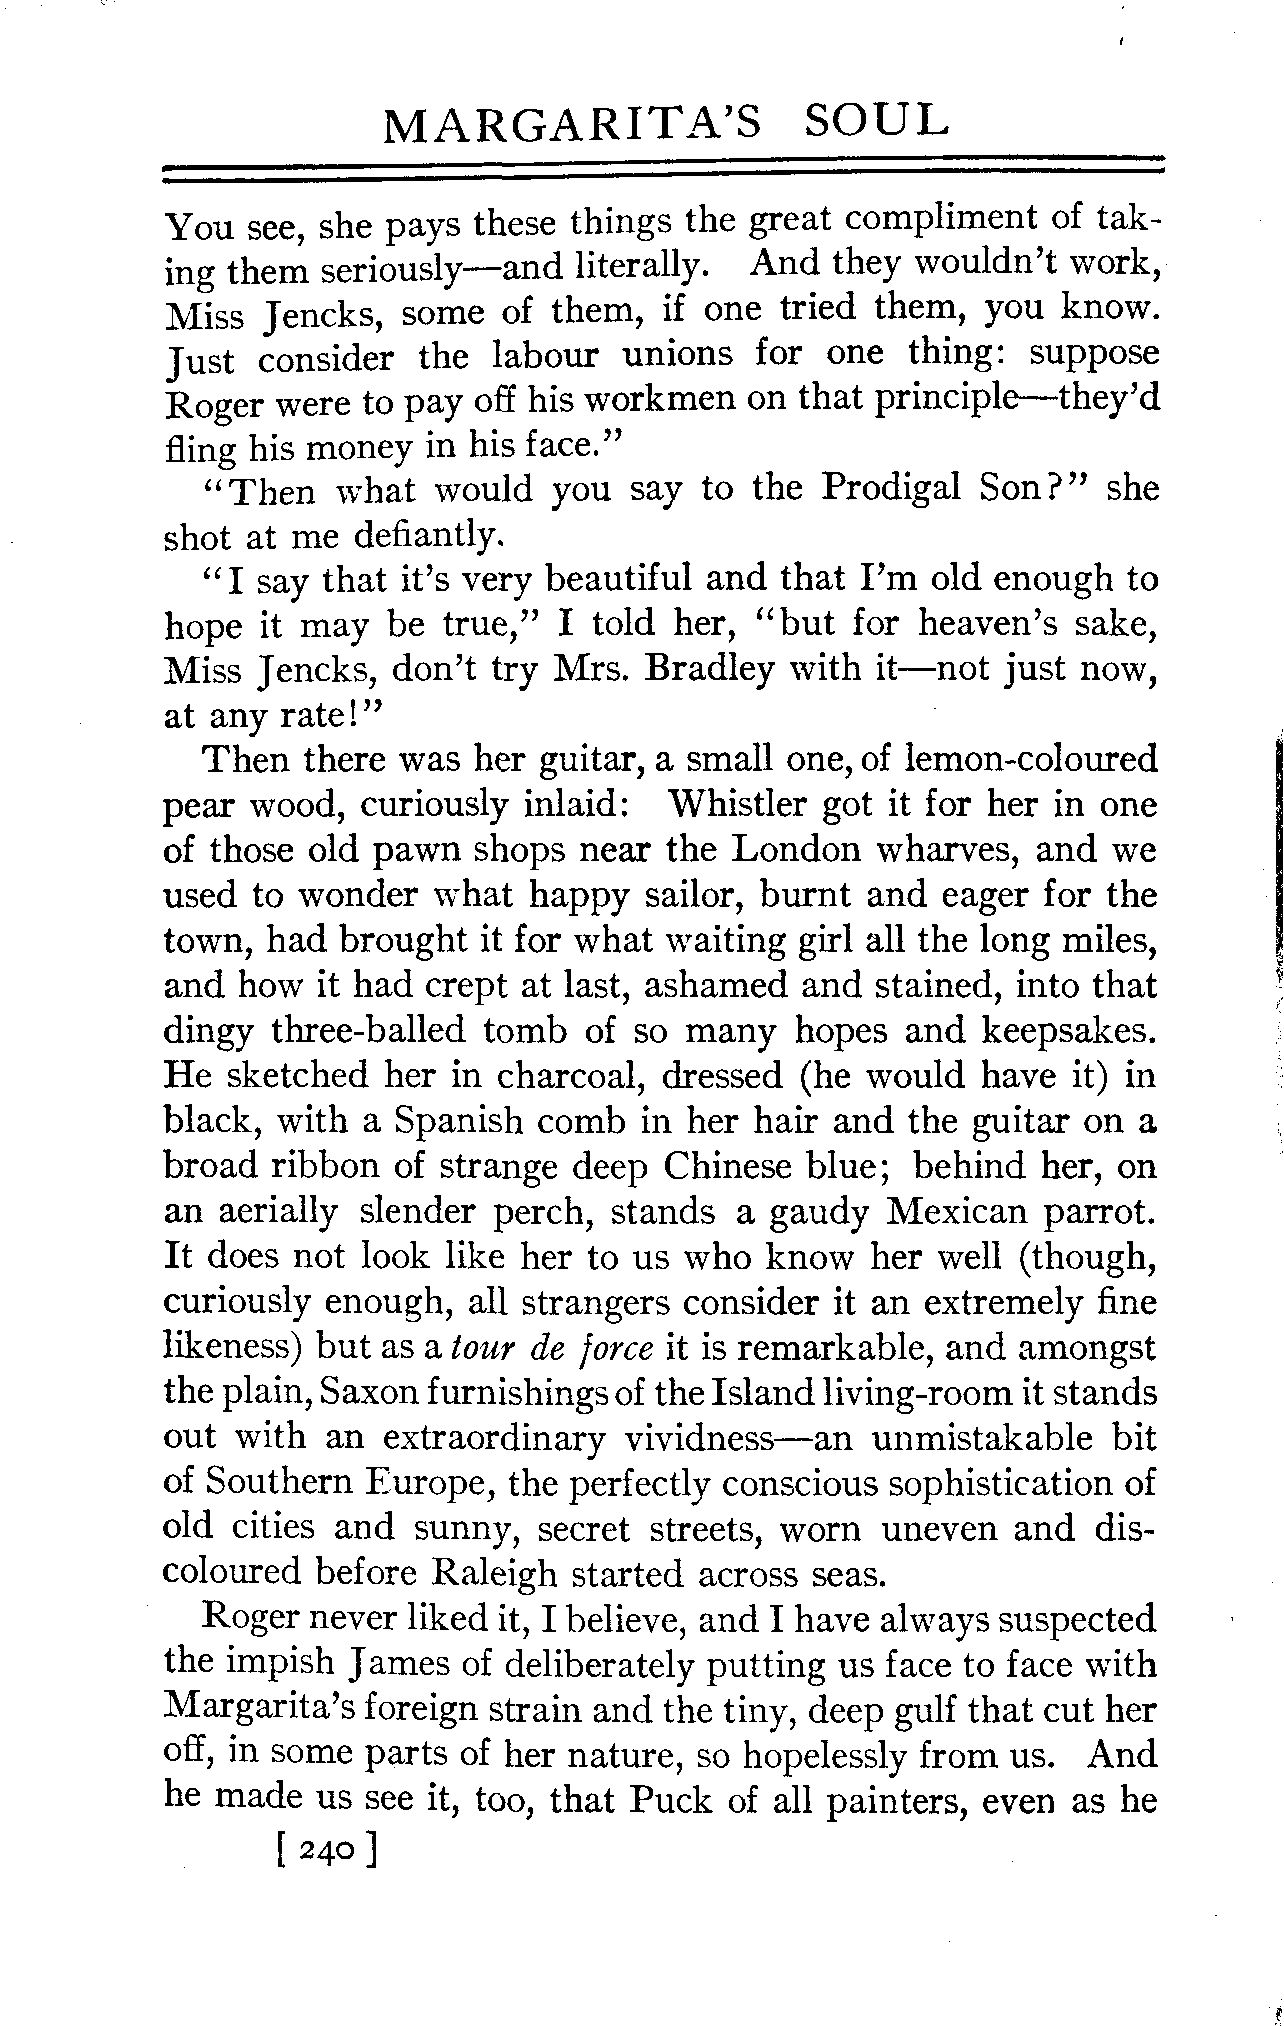 MARGARITA'S SOUL
You see, she pays these things the great compliment of tak-
ing them seriously—and literally. And they wouldn't work,
Miss Jencks, some of them, if one tried them, you know.
Just consider the labour unions for one thing: suppose
Roger were to pay off his workmen on that principle—they'd
fling his money in his face."
"Then what would you say to the Prodigal Son?" she
shot at me defiantly.
"I say that it's very beautiful and that I'm old enough to
hope it may be true," I told her, "but for heaven's sake,
Miss Jencks, don't try Mrs. Bradley with it—not just now,
at any rate!"
Then there was her guitar, a small one, of lemon-coloured
pear wood, curiously inlaid: Whistler got it for her in one
of those old pawn shops near the London wharves, and we
used to wonder what happy sailor, burnt and eager for the
town, had brought it for what waiting girl all the long miles,
and how it had crept at last, ashamed and stained, into that
dingy three-balled tomb of so many hopes and keepsakes.
He sketched her in charcoal, dressed (he would have it) in
black, with a Spanish comb in her hair and the guitar on a
broad ribbon of strange deep Chinese blue; behind her, on
an aerially slender perch, stands a gaudy Mexican parrot.
It does not look like her to us who know her well (though,
curiously enough, all strangers consider it an extremely fine
likeness) but as a tour de force it is remarkable, and amongst
the plain, Saxon furnishings of the Island living-room it stands
out with an extraordinary vividness—an unmistakable bit
of Southern Europe, the perfectly conscious sophistication of
old cities and sunny, secret streets, worn uneven and dis-
coloured before Raleigh started across seas.
Roger never liked it, I believe, and I have always suspected
the impish James of deliberately putting us face to face with
Margarita's foreign strain and the tiny, deep gulf that cut her
off, in some parts of her nature, so hopelessly from us. And
he made us see it, too, that Puck of all painters, even as he
[ 240 ]